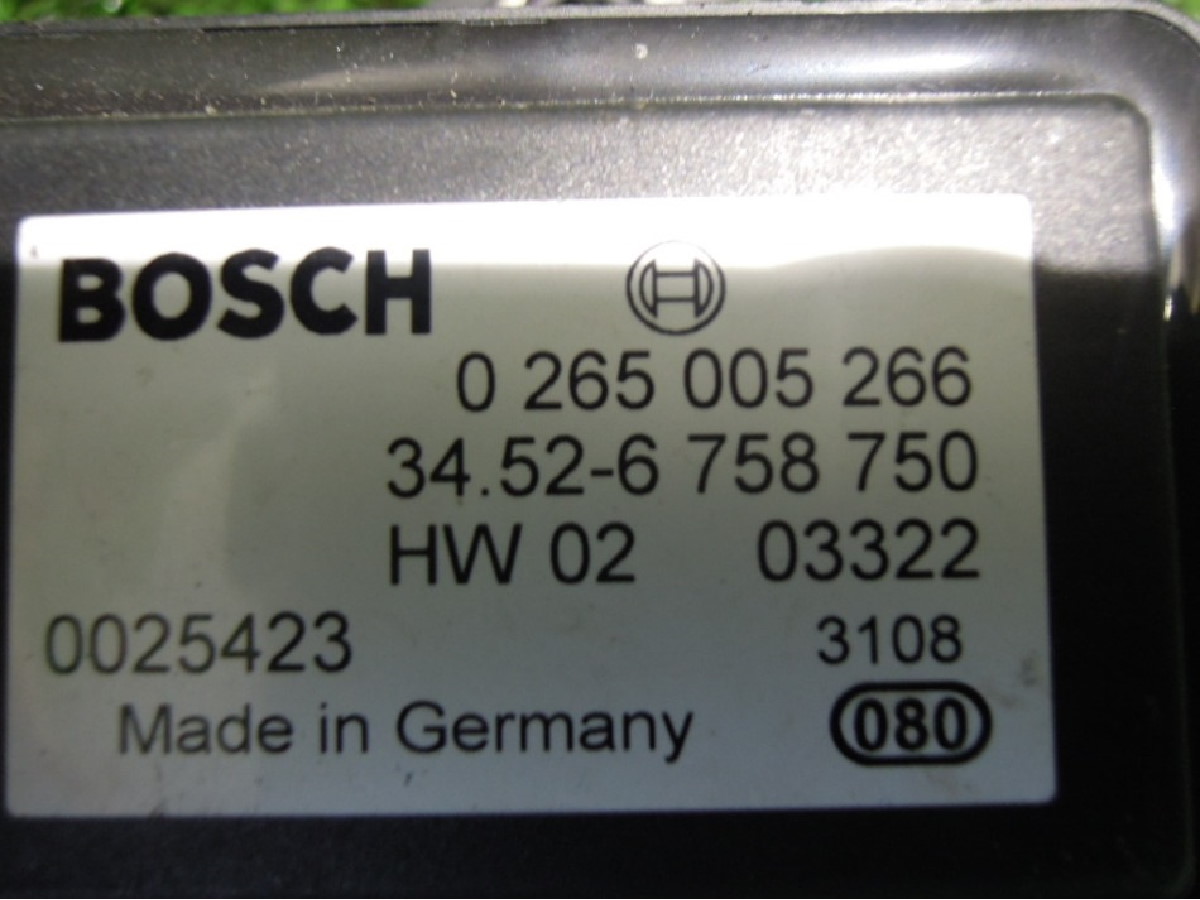 BOSCH
0 265 005 266
34.52-6 758 750
HW 02 03322
0025423 3108
Made in Germany 080